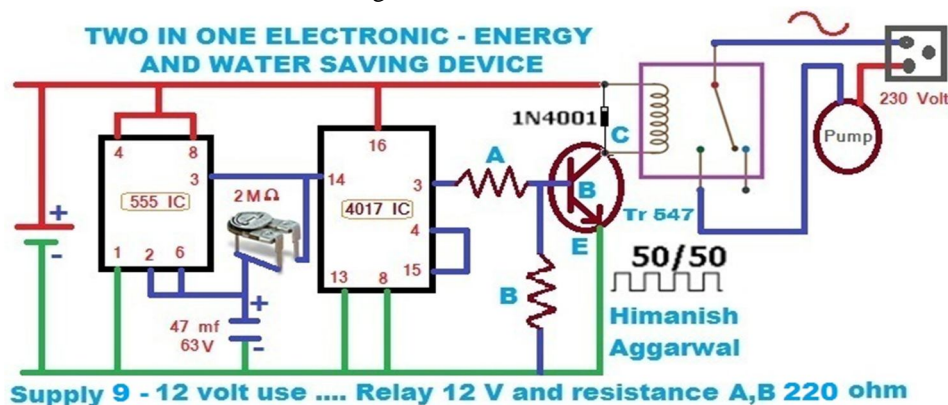 TWO IN ONE ELECTRONIC - ENERGY
AND WATER SAVING DEVICE
230 Volt
Pump
1N4001
C
A
B
E
Tr 547
4
8
3
555 IC
1
2
6
2MΩ
+
-
47 mf
63V
+
-
16
14
3
4017 IC
4
15
13
8
B
50/50
Himanish
Aggarwal
Supply 9 - 12 volt use .... Relay 12 V and resistance A,B 220 ohm